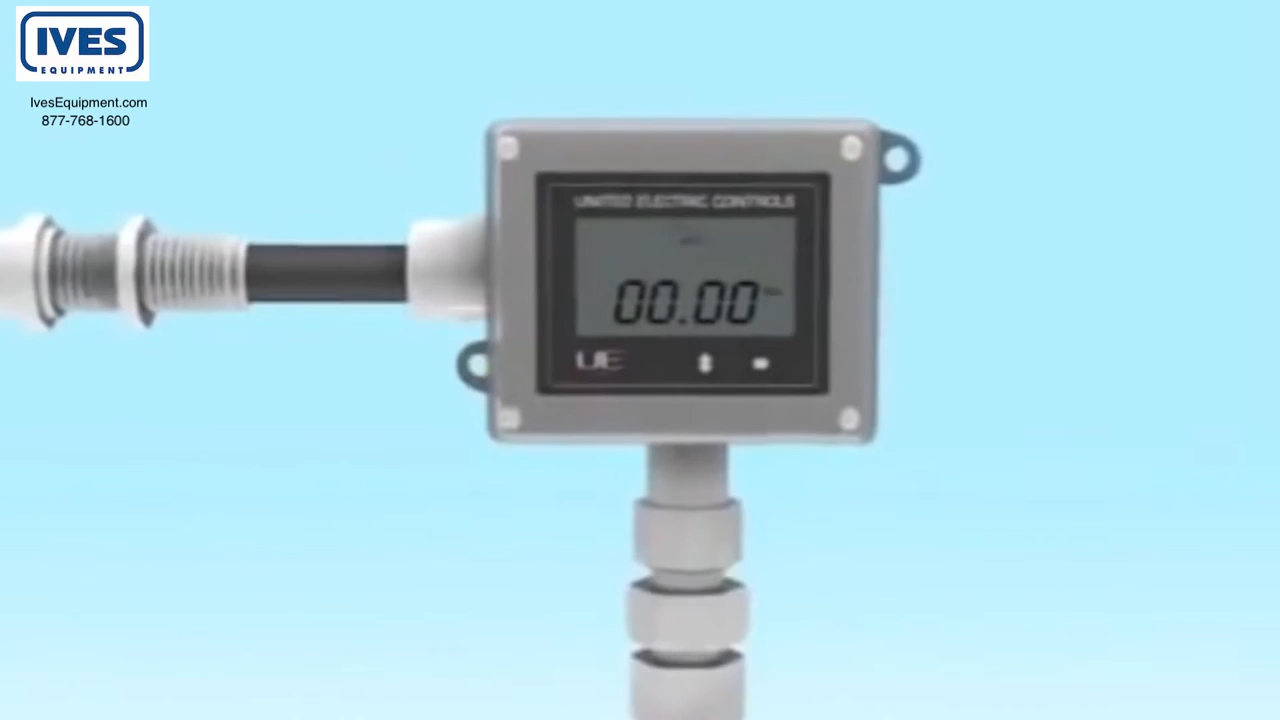 IVES
EQUIPMENT
IvesEquipment.com
877-768-1600
UNITED ELECTRIC CONTROLS
00.00
UE